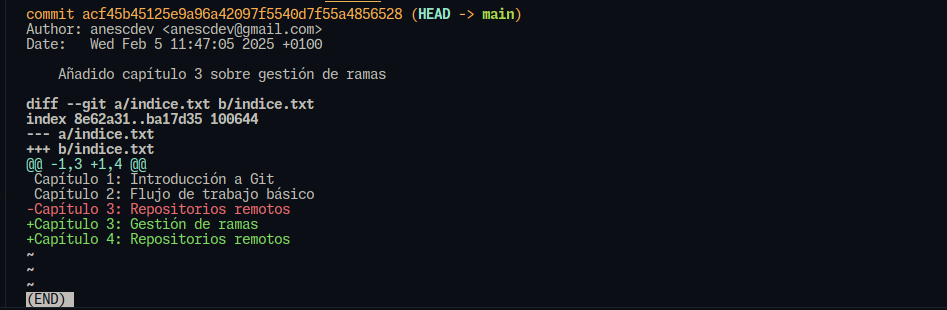 commit acf45b45125e9a96a42097f5540d7f55a4856528 (HEAD -> main)
Author: anescdev <anescdev@gmail.com>
Date:   Wed Feb 5 11:47:05 2025 +0100

    Añadido capítulo 3 sobre gestión de ramas

diff --git a/indice.txt b/indice.txt
index 8e62a31..ba17d35 100644
--- a/indice.txt
+++ b/indice.txt
@@ -1,3 +1,4 @@
 Capítulo 1: Introducción a Git
 Capítulo 2: Flujo de trabajo básico
-Capítulo 3: Repositorios remotos
+Capítulo 3: Gestión de ramas
+Capítulo 4: Repositorios remotos
~
~
~
(END)